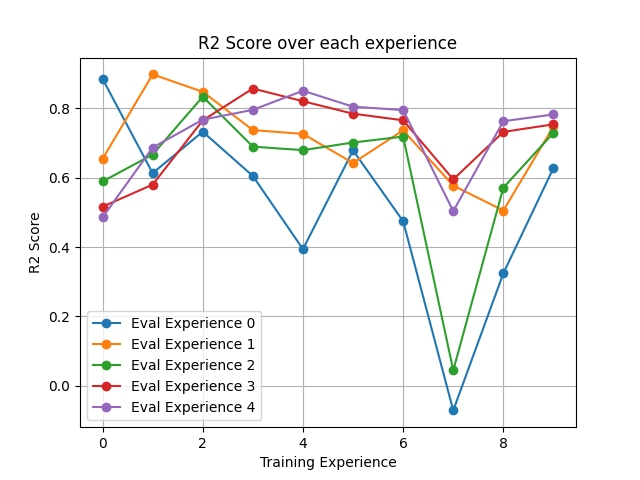 R2 Score over each experience
R2 Score
0.8
0.6
0.4
0.2
0.0
Eval Experience 0
Eval Experience 1
Eval Experience 2
Eval Experience 3
Eval Experience 4
0 2 4 6 8
Training Experience